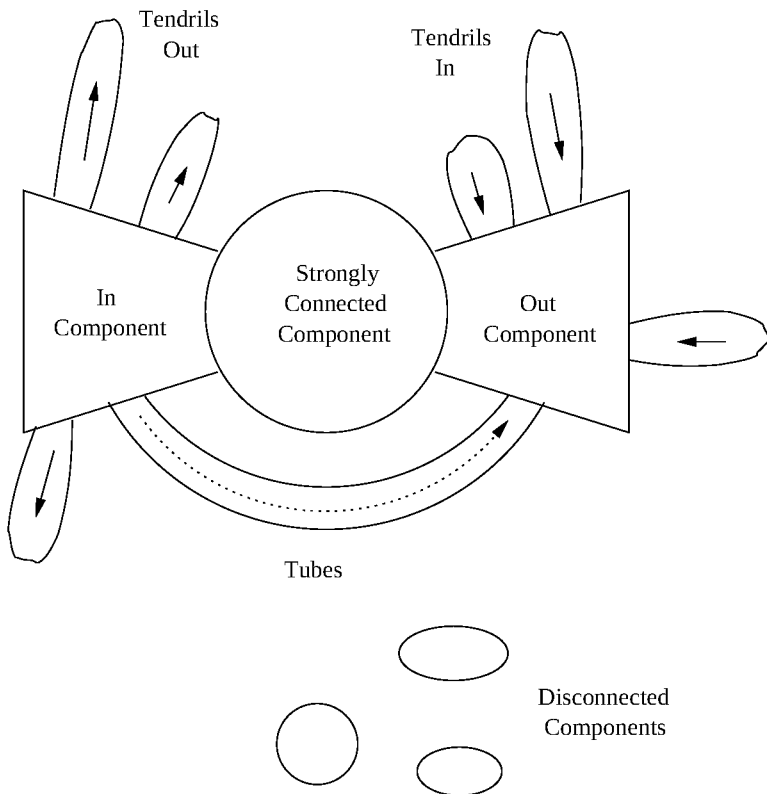 Tendrils
Out
Tendrils
In
In
Component
Strongly
Connected
Component
Out
Component
Tubes
Disconnected
Components